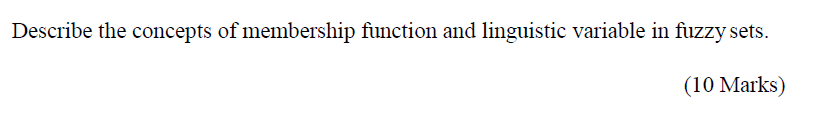 Describe the concepts of membership function and linguistic variable in fuzzy sets.
(10 Marks)